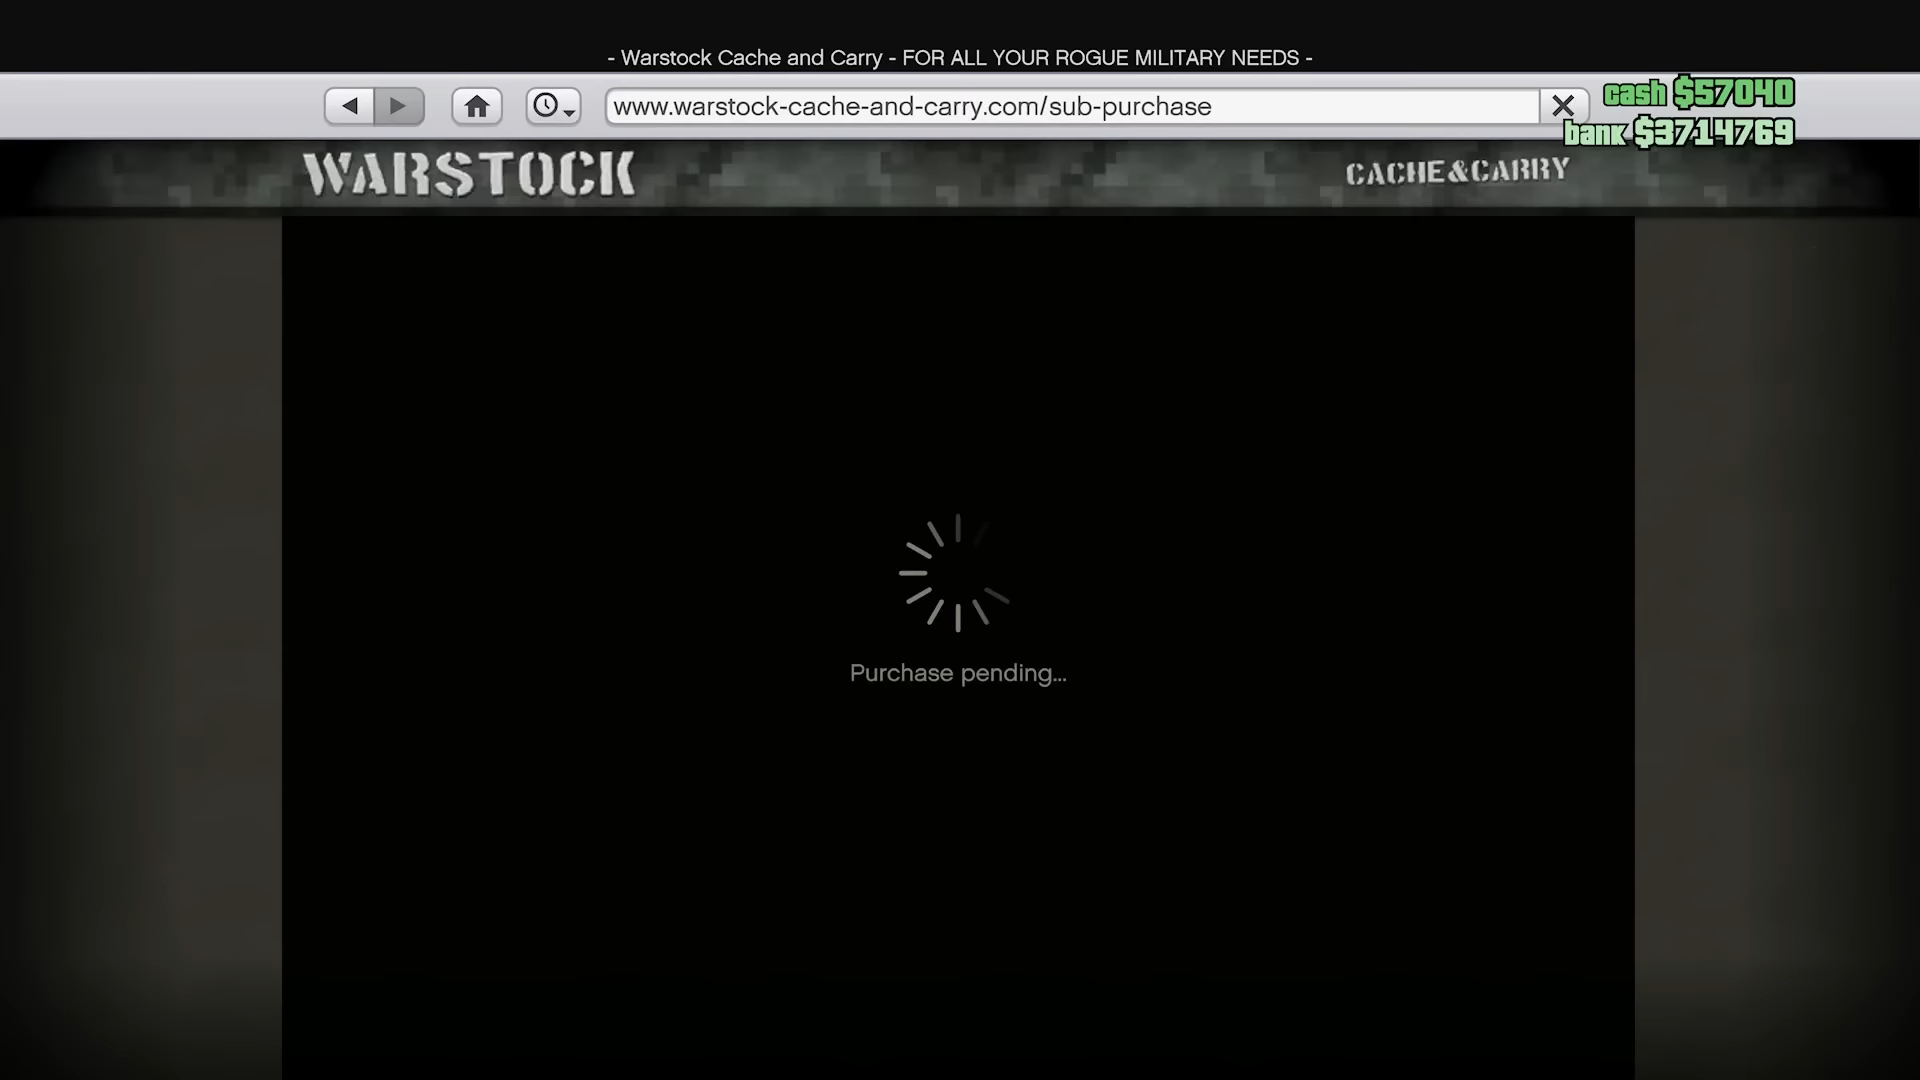 - Warstock Cache and Carry - FOR ALL YOUR ROGUE MILITARY NEEDS -
www.warstock-cache-and-carry.com/sub-purchase
cash $57040
bank $3714769
WARSTOCK
CACHE&CARRY
Purchase pending...